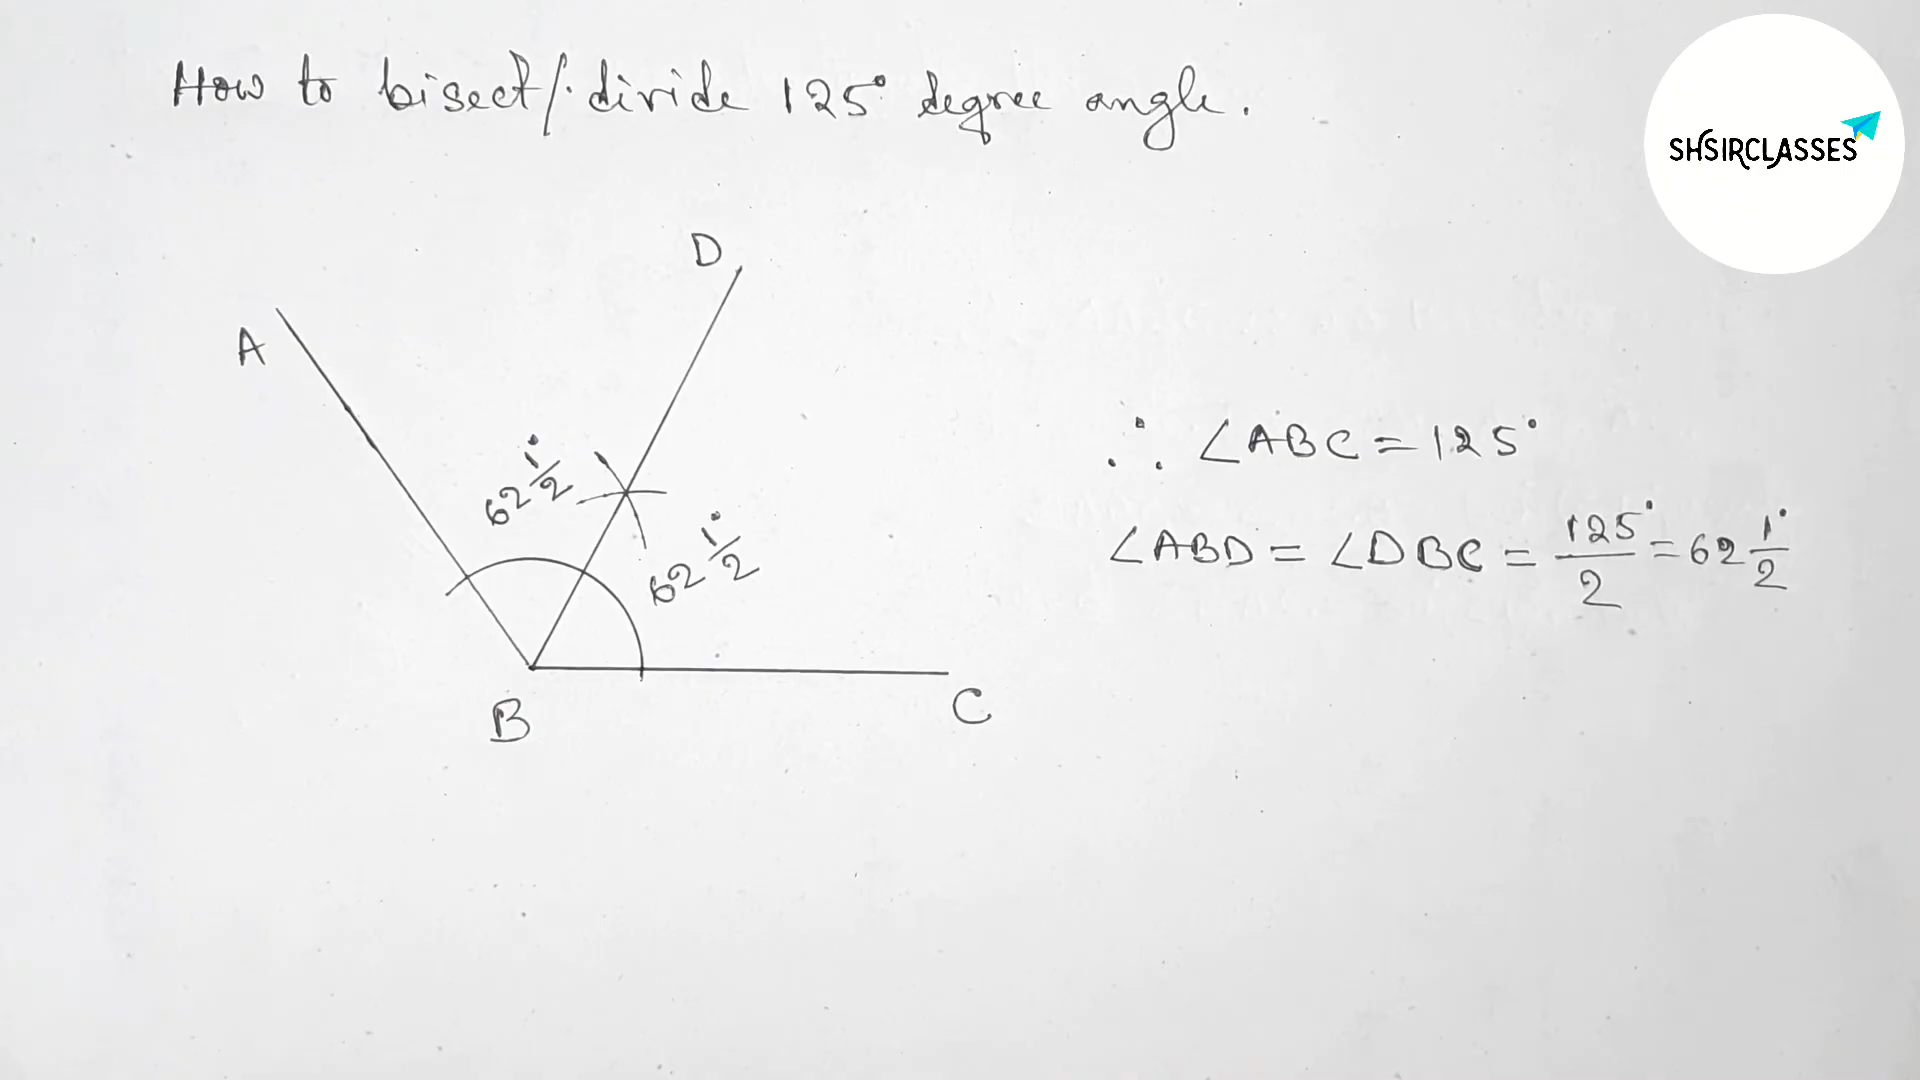 How to bisect/divide 125° degree angle.
SHSIRCLASSES
D
A
62 1/2°
62 1/2°
B
C
∴ ∠ABC = 125°
∠ABD = ∠DBC = 125°/2 = 62 1/2°